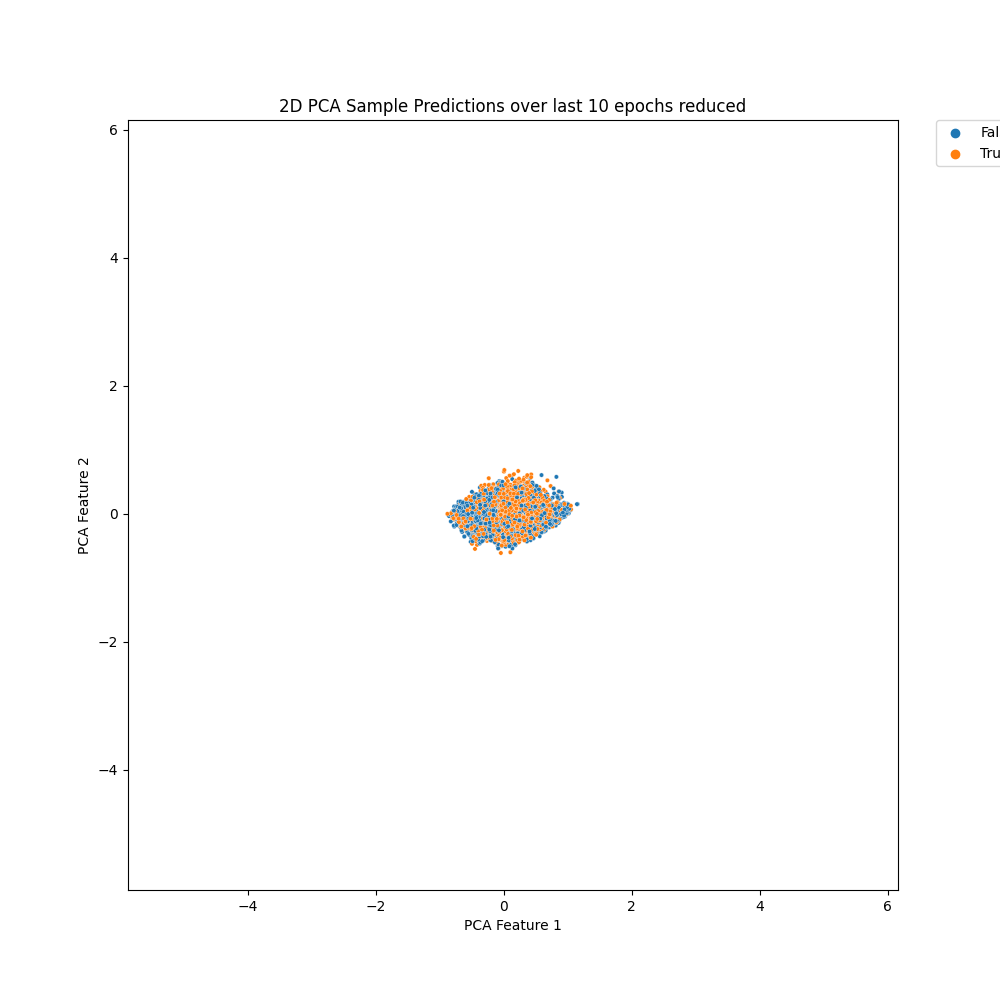 2D PCA Sample Predictions over last 10 epochs reduced
6
4
2
0
−2
−4
PCA Feature 2
−4 −2 0 2 4 6
PCA Feature 1
Fal
Tru